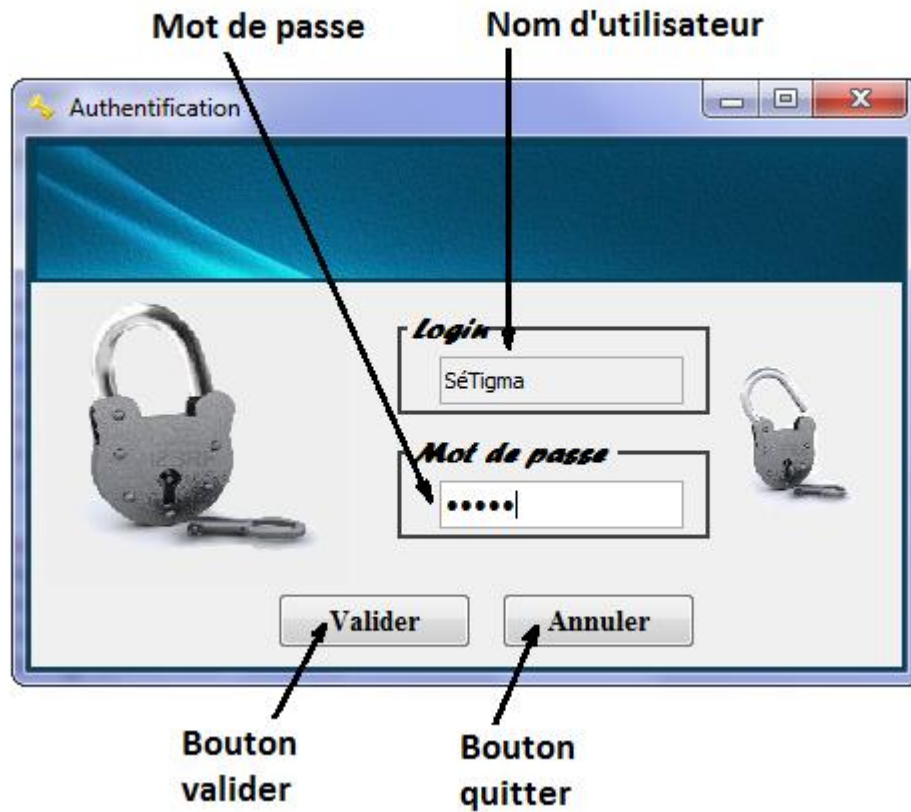 Mot de passe
Nom d'utilisateur
Authentification
Login
SéTigma
Mot de passe
•••••
Valider
Annuler
Bouton
valider
Bouton
quitter